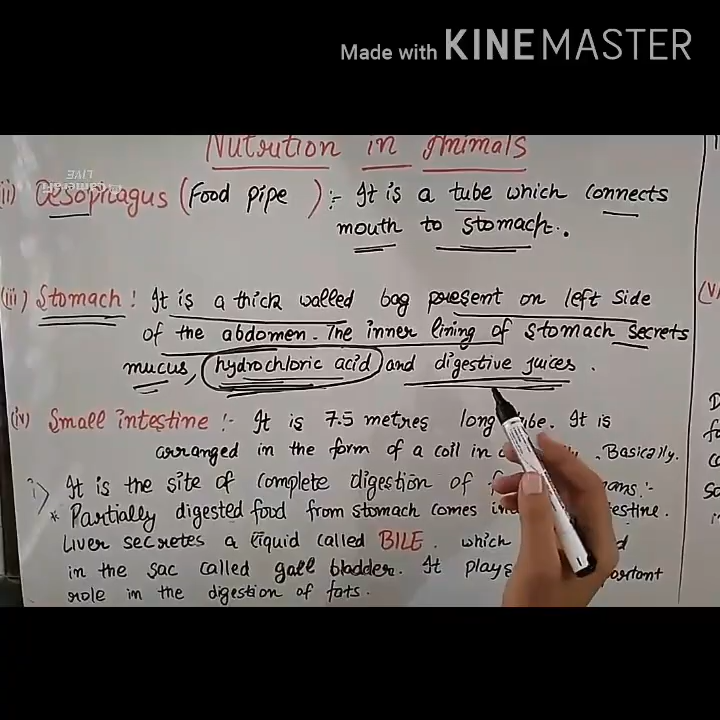 Made with KINEMASTER
Nutrition in Animals
ii) Oesophagus (Food pipe ) :- It is a tube which connects
mouth to stomach.
(iii) Stomach : It is a thick walled bag present on left side
of the abdomen. The inner lining of stomach secrets
mucus, hydrochloric acid and digestive juices.
(iv) Small intestine :- It is 7.5 metres long tube. It is
arranged in the form of a coil in . Basically.
i) It is the site of complete digestion of :-
* Partially digested food from stomach comes
Liver secretes a liquid called BILE. which
in the sac called gall bladder. It plays
role in the digestion of fats.
(V)
LIVE